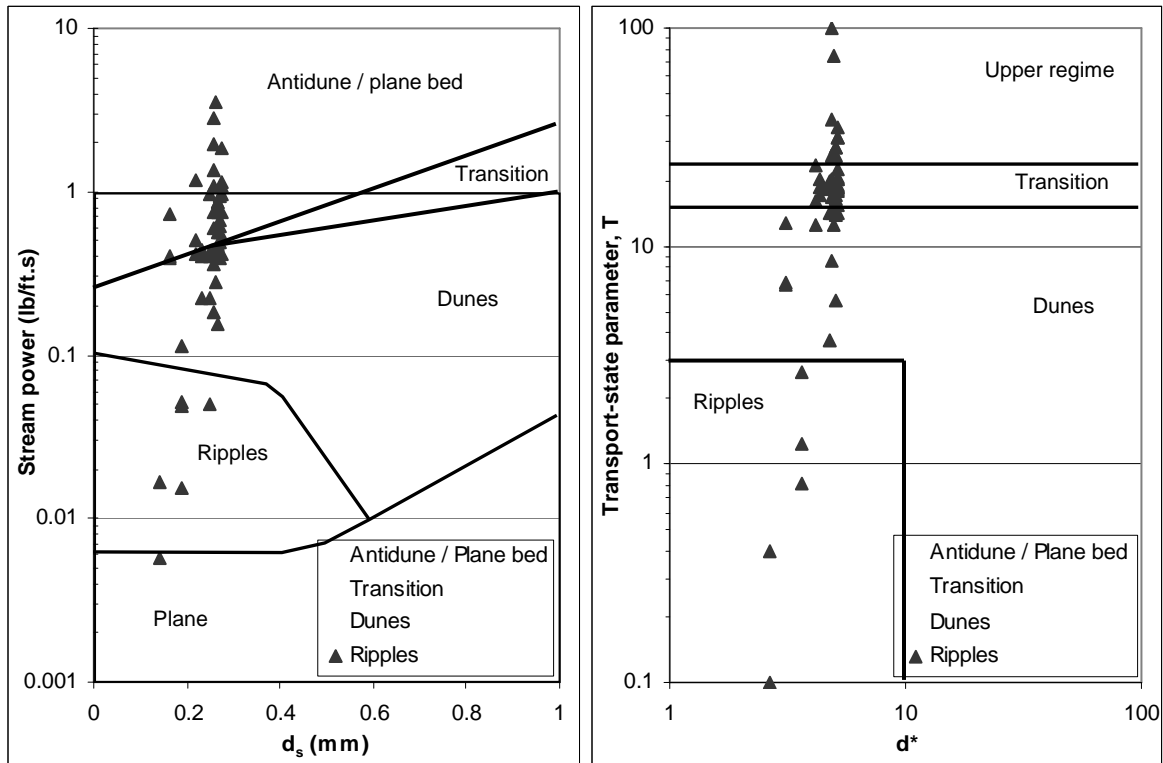 10
1
0.1
0.01
0.001
Stream power (lb/ft.s)
Antidune / plane bed
Transition
Dunes
Ripples
Plane
Antidune / Plane bed
Transition
Dunes
Ripples
0 0.2 0.4 0.6 0.8 1
ds (mm)
100
10
1
0.1
Transport-state parameter, T
Upper regime
Transition
Dunes
Ripples
Antidune / Plane bed
Transition
Dunes
Ripples
1 10 100
d*